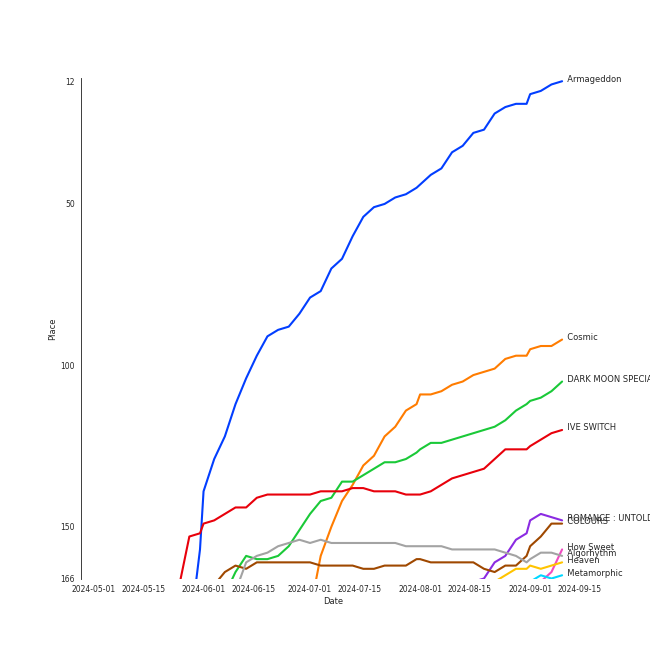 12
Armageddon
50
Place
Cosmic
100
DARK MOON SPECIA
IVE SWITCH
150
ROMANCE : UNTOLD
COLOURS
How Sweet
Algorhythm
Heaven
Metamorphic
166
2024-05-01 2024-05-15 2024-06-01 2024-06-15 2024-07-01 2024-07-15 2024-08-01 2024-08-15 2024-09-01 2024-09-15
Date